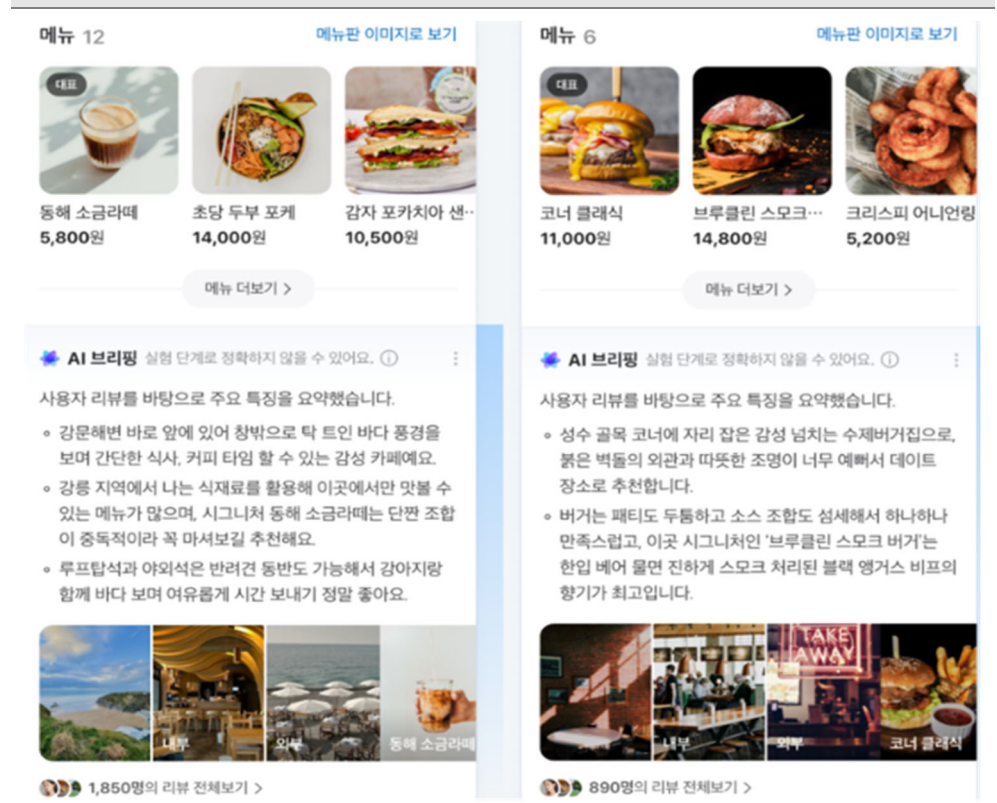 메뉴 12
메뉴판 이미지로 보기
대표
동해 소금라떼
5,800원
초당 두부 포케
14,000원
감자 포카치아 샌…
10,500원
메뉴 더보기 >
AI 브리핑 실험 단계로 정확하지 않을 수 있어요.
사용자 리뷰를 바탕으로 주요 특징을 요약했습니다.
강문해변 바로 앞에 있어 창밖으로 탁 트인 바다 풍경을
보며 간단한 식사, 커피 타임 할 수 있는 감성 카페예요.
강릉 지역에서 나는 식재료를 활용해 이곳에서만 맛볼 수
있는 메뉴가 많으며, 시그니처 동해 소금라떼는 단짠 조합
이 중독적이라 꼭 마셔보길 추천해요.
루프탑석과 야외석은 반려견 동반도 가능해서 강아지랑
함께 바다 보며 여유롭게 시간 보내기 정말 좋아요.
내부
외부
동해 소금라떼
1,850명의 리뷰 전체보기 >
메뉴 6
메뉴판 이미지로 보기
대표
코너 클래식
11,000원
브루클린 스모크…
14,800원
크리스피 어니언링
5,200원
메뉴 더보기 >
AI 브리핑 실험 단계로 정확하지 않을 수 있어요.
사용자 리뷰를 바탕으로 주요 특징을 요약했습니다.
성수 골목 코너에 자리 잡은 감성 넘치는 수제버거집으로,
붉은 벽돌의 외관과 따뜻한 조명이 너무 예뻐서 데이트
장소로 추천합니다.
버거는 패티도 두툼하고 소스 조합도 섬세해서 하나하나
만족스럽고, 이곳 시그니처인 '브루클린 스모크 버거'는
한입 베어 물면 진하게 스모크 처리된 블랙 앵거스 비프의
향기가 최고입니다.
TAKE
AWAY
내부
외부
코너 클래식
890명의 리뷰 전체보기 >